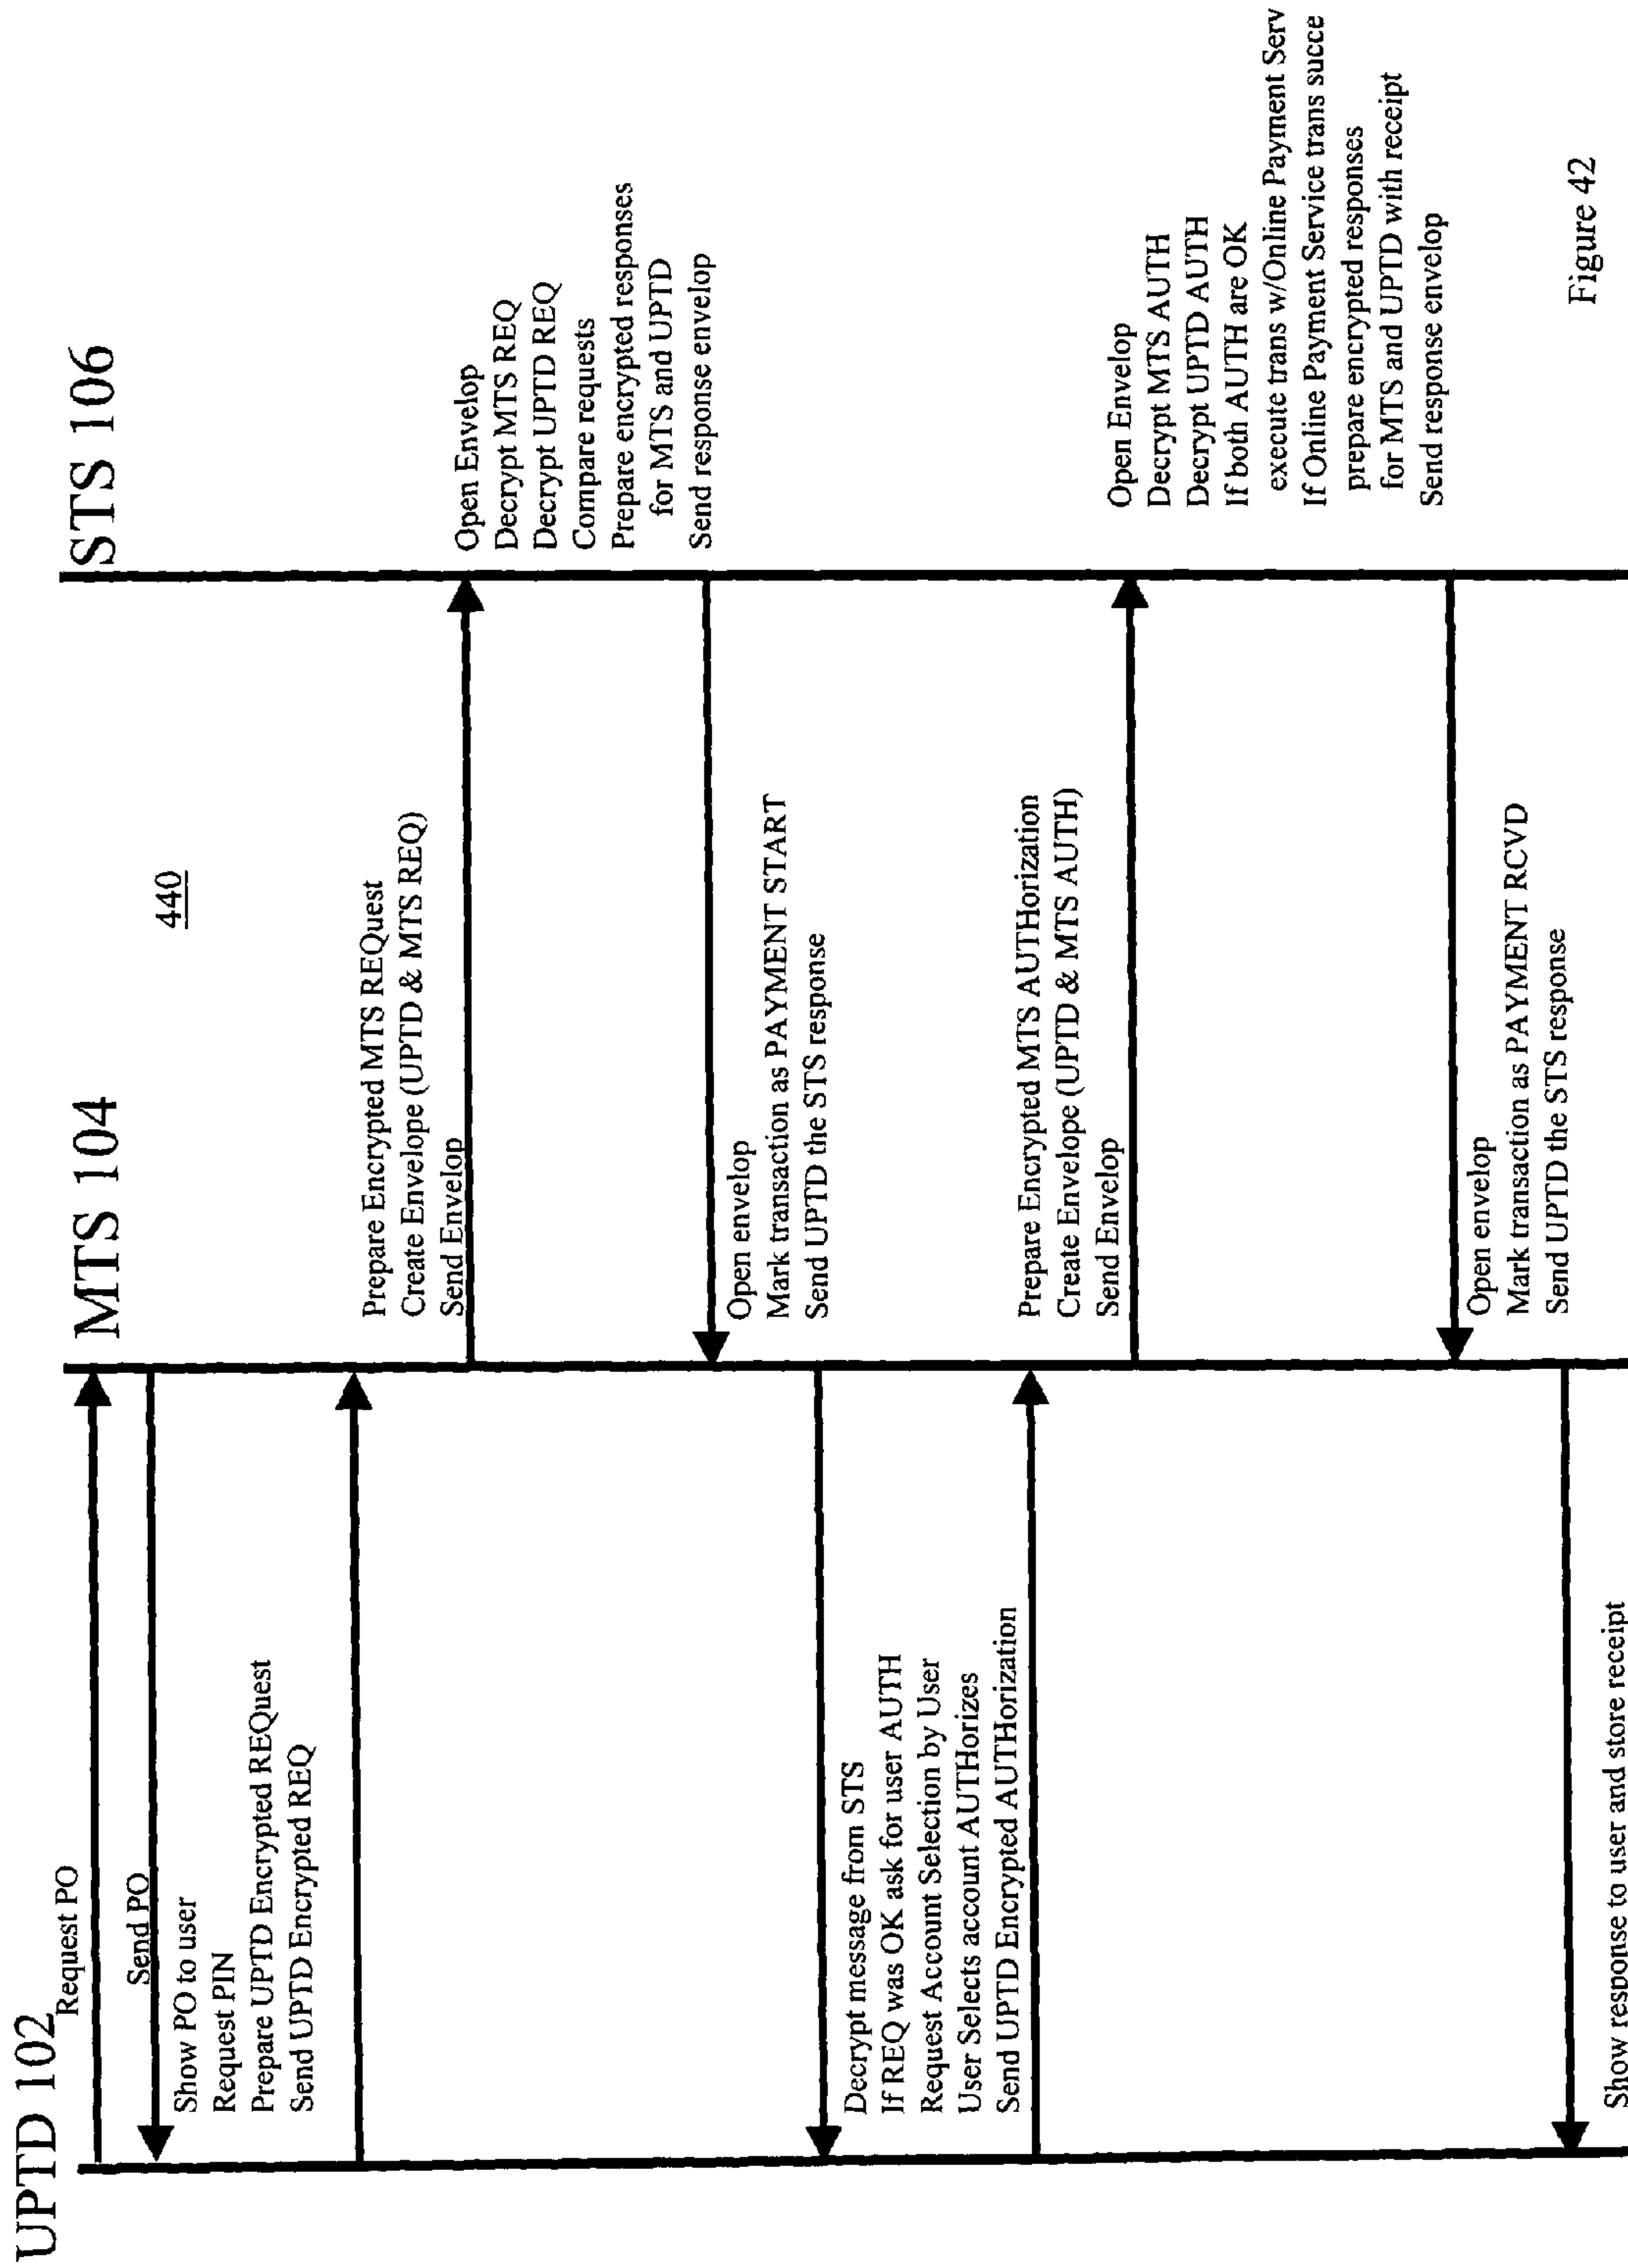 UPTD 102
MTS 104
STS 106
440
Request PO
Send PO
Show PO to user
Request PIN
Prepare UPTD Encrypted REQuest
Send UPTD Encrypted REQ
Prepare Encrypted MTS REQuest
Create Envelope (UPTD & MTS REQ)
Send Envelop
Open Envelop
Decrypt MTS REQ
Decrypt UPTD REQ
Compare requests
Prepare encrypted responses
for MTS and UPTD
Send response envelop
Open envelop
Mark transaction as PAYMENT START
Send UPTD the STS response
Decrypt message from STS
If REQ was OK ask for user AUTH
Request Account Selection by User
User Selects account AUTHorizes
Send UPTD Encrypted AUTHorization
Prepare Encrypted MTS AUTHorization
Create Envelope (UPTD & MTS AUTH)
Send Envelop
Open Envelop
Decrypt MTS AUTH
Decrypt UPTD AUTH
If both AUTH are OK
execute trans w/Online Payment Serv
If Online Payment Service trans succe
prepare encrypted responses
for MTS and UPTD with receipt
Send response envelop
Open envelop
Mark transaction as PAYMENT RCVD
Send UPTD the STS response
Show response to user and store receipt
Figure 42